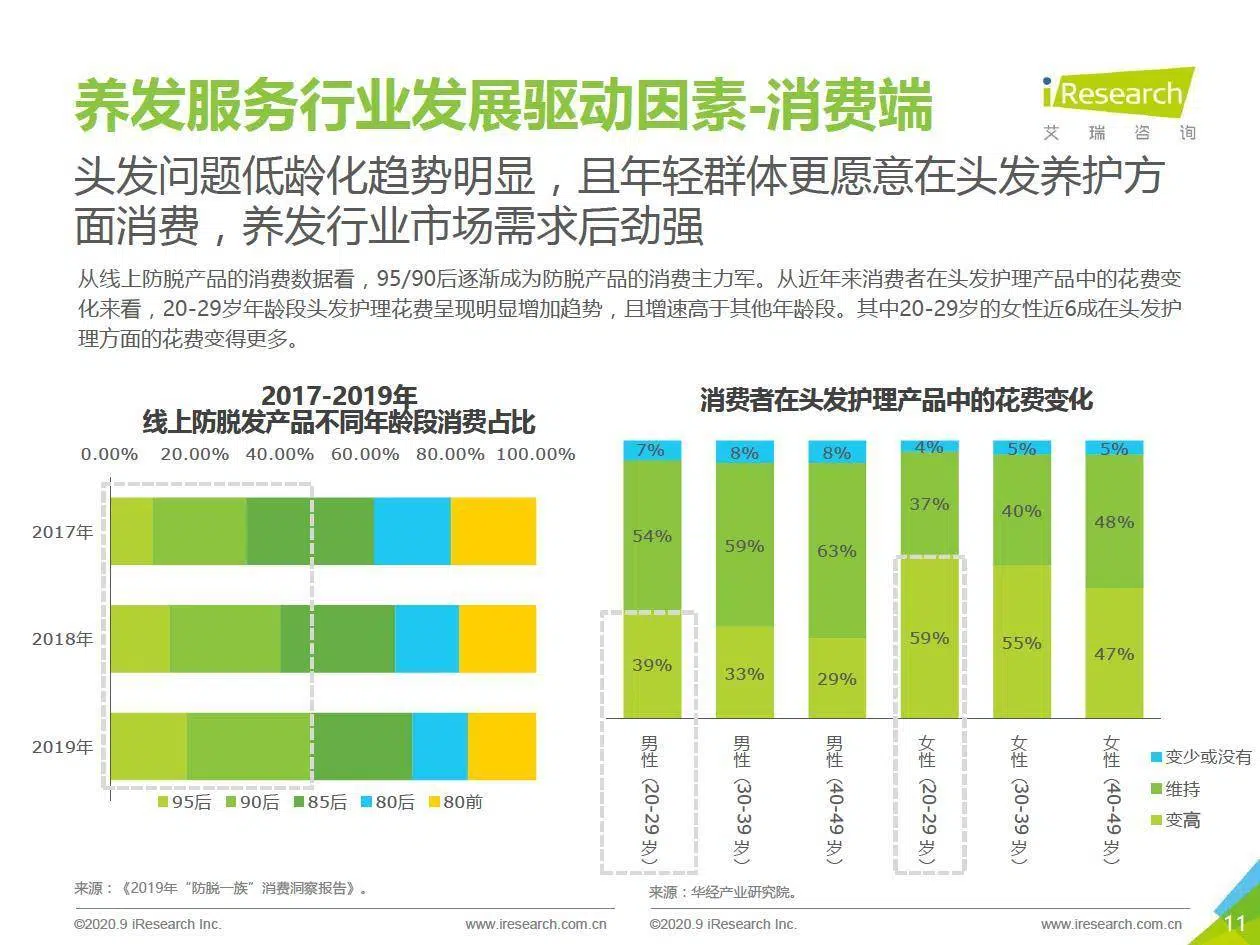 养发服务行业发展驱动因素-消费端
iResearch
艾瑞咨询
头发问题低龄化趋势明显，且年轻群体更愿意在头发养护方
面消费，养发行业市场需求后劲强
从线上防脱产品的消费数据看，95/90后逐渐成为防脱产品的消费主力军。从近年来消费者在头发护理产品中的花费变
化来看，20-29岁年龄段头发护理花费呈现明显增加趋势，且增速高于其他年龄段。其中20-29岁的女性近6成在头发护
理方面的花费变得更多。
2017-2019年
线上防脱发产品不同年龄段消费占比
0.00% 20.00% 40.00% 60.00% 80.00% 100.00%
2017年
2018年
2019年
95后 90后 85后 80后 80前
来源：《2019年“防脱一族”消费洞察报告》。
©2020.9 iResearch Inc. www.iresearch.com.cn
消费者在头发护理产品中的花费变化
7% 8% 8% 4% 5% 5%
54% 59% 63% 37% 40% 48%
39% 33% 29% 59% 55% 47%
男性（20-29岁）
男性（30-39岁）
男性（40-49岁）
女性（20-29岁）
女性（30-39岁）
女性（40-49岁）
变少或没有
维持
变高
来源：华经产业研究院。
©2020.9 iResearch Inc. www.iresearch.com.cn
11